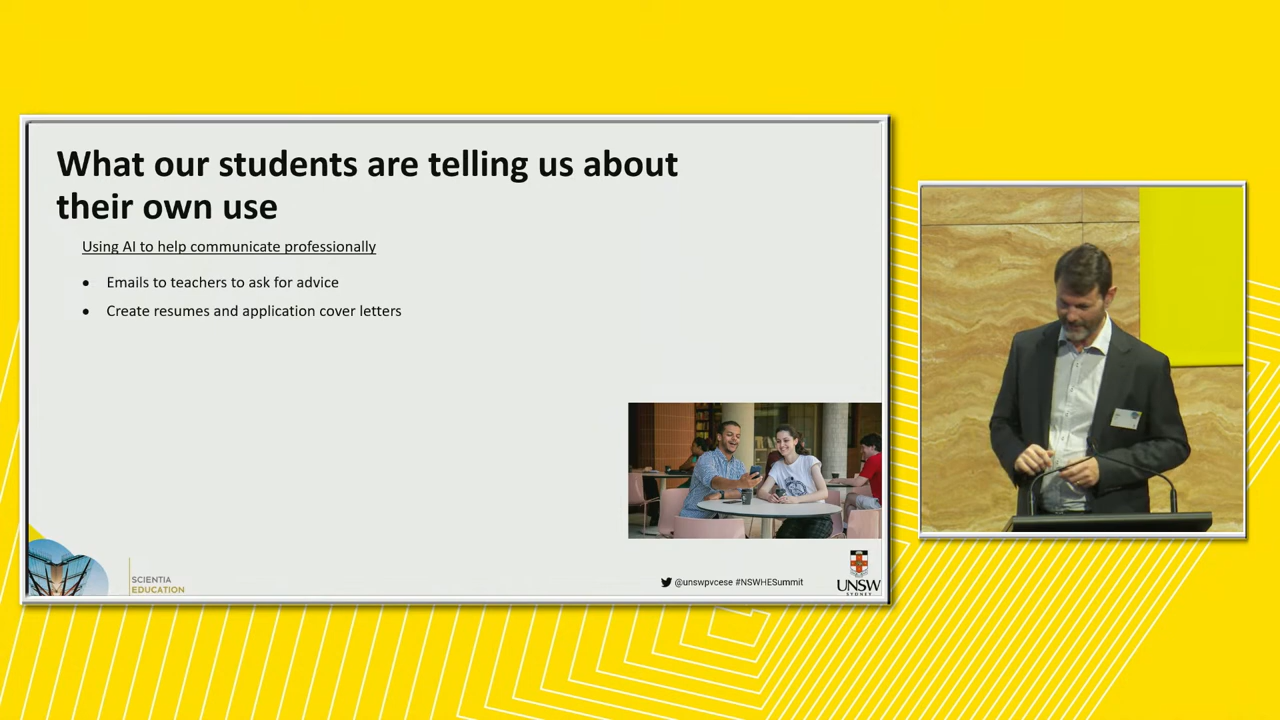 What our students are telling us about
their own use
Using AI to help communicate professionally
● Emails to teachers to ask for advice
● Create resumes and application cover letters
SCIENTIA
EDUCATION
@unswpvcese #NSWHESummit
UNSW
SYDNEY